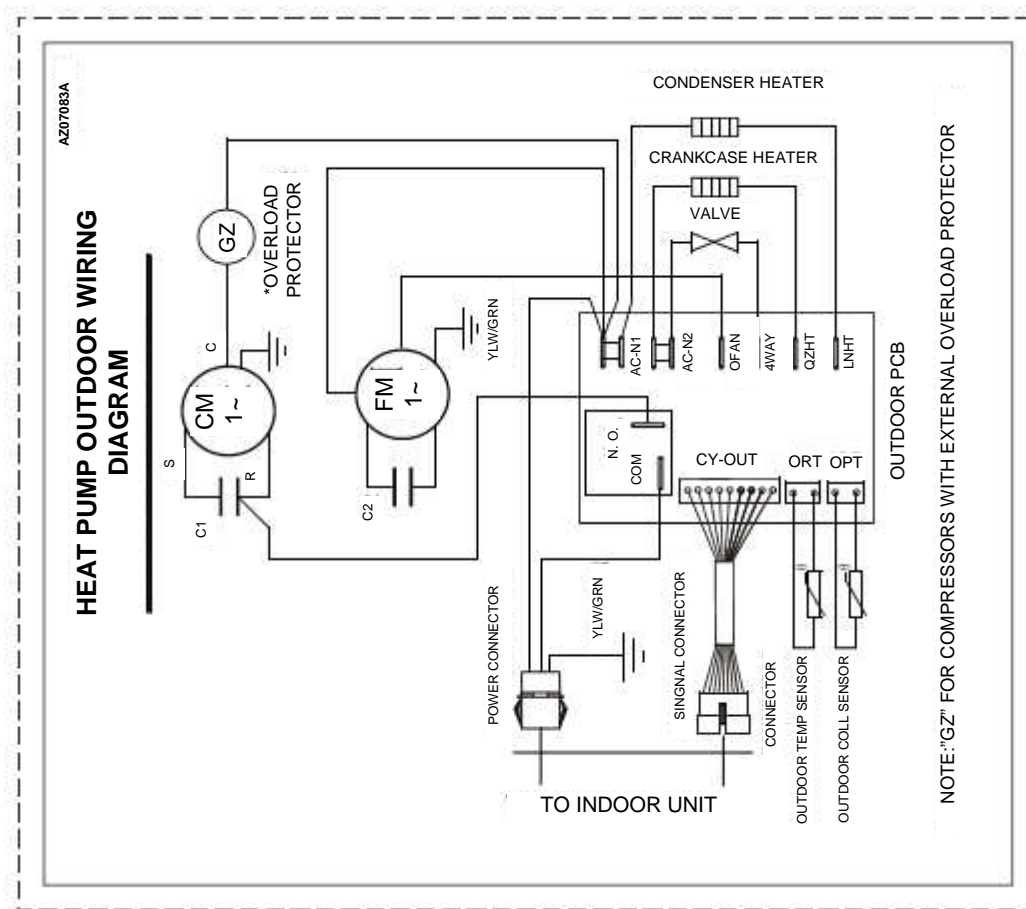 AZ07083A
HEAT PUMP OUTDOOR WIRING
DIAGRAM
GZ
*OVERLOAD
PROTECTOR
C
CM
1~
S
R
C1
FM
1~
C2
YLW/GRN
CONDENSER HEATER
CRANKCASE HEATER
VALVE
AC-N1
AC-N2
OFAN
4WAY
QZHT
LNHT
OUTDOOR PCB
N. O.
COM
CY-OUT
ORT
OPT
POWER CONNECTOR
YLW/GRN
SINGNAL CONNECTOR
CONNECTOR
OUTDOOR TEMP SENSOR
OUTDOOR COLL SENSOR
TO INDOOR UNIT
NOTE:"GZ" FOR COMPRESSORS WITH EXTERNAL OVERLOAD PROTECTOR